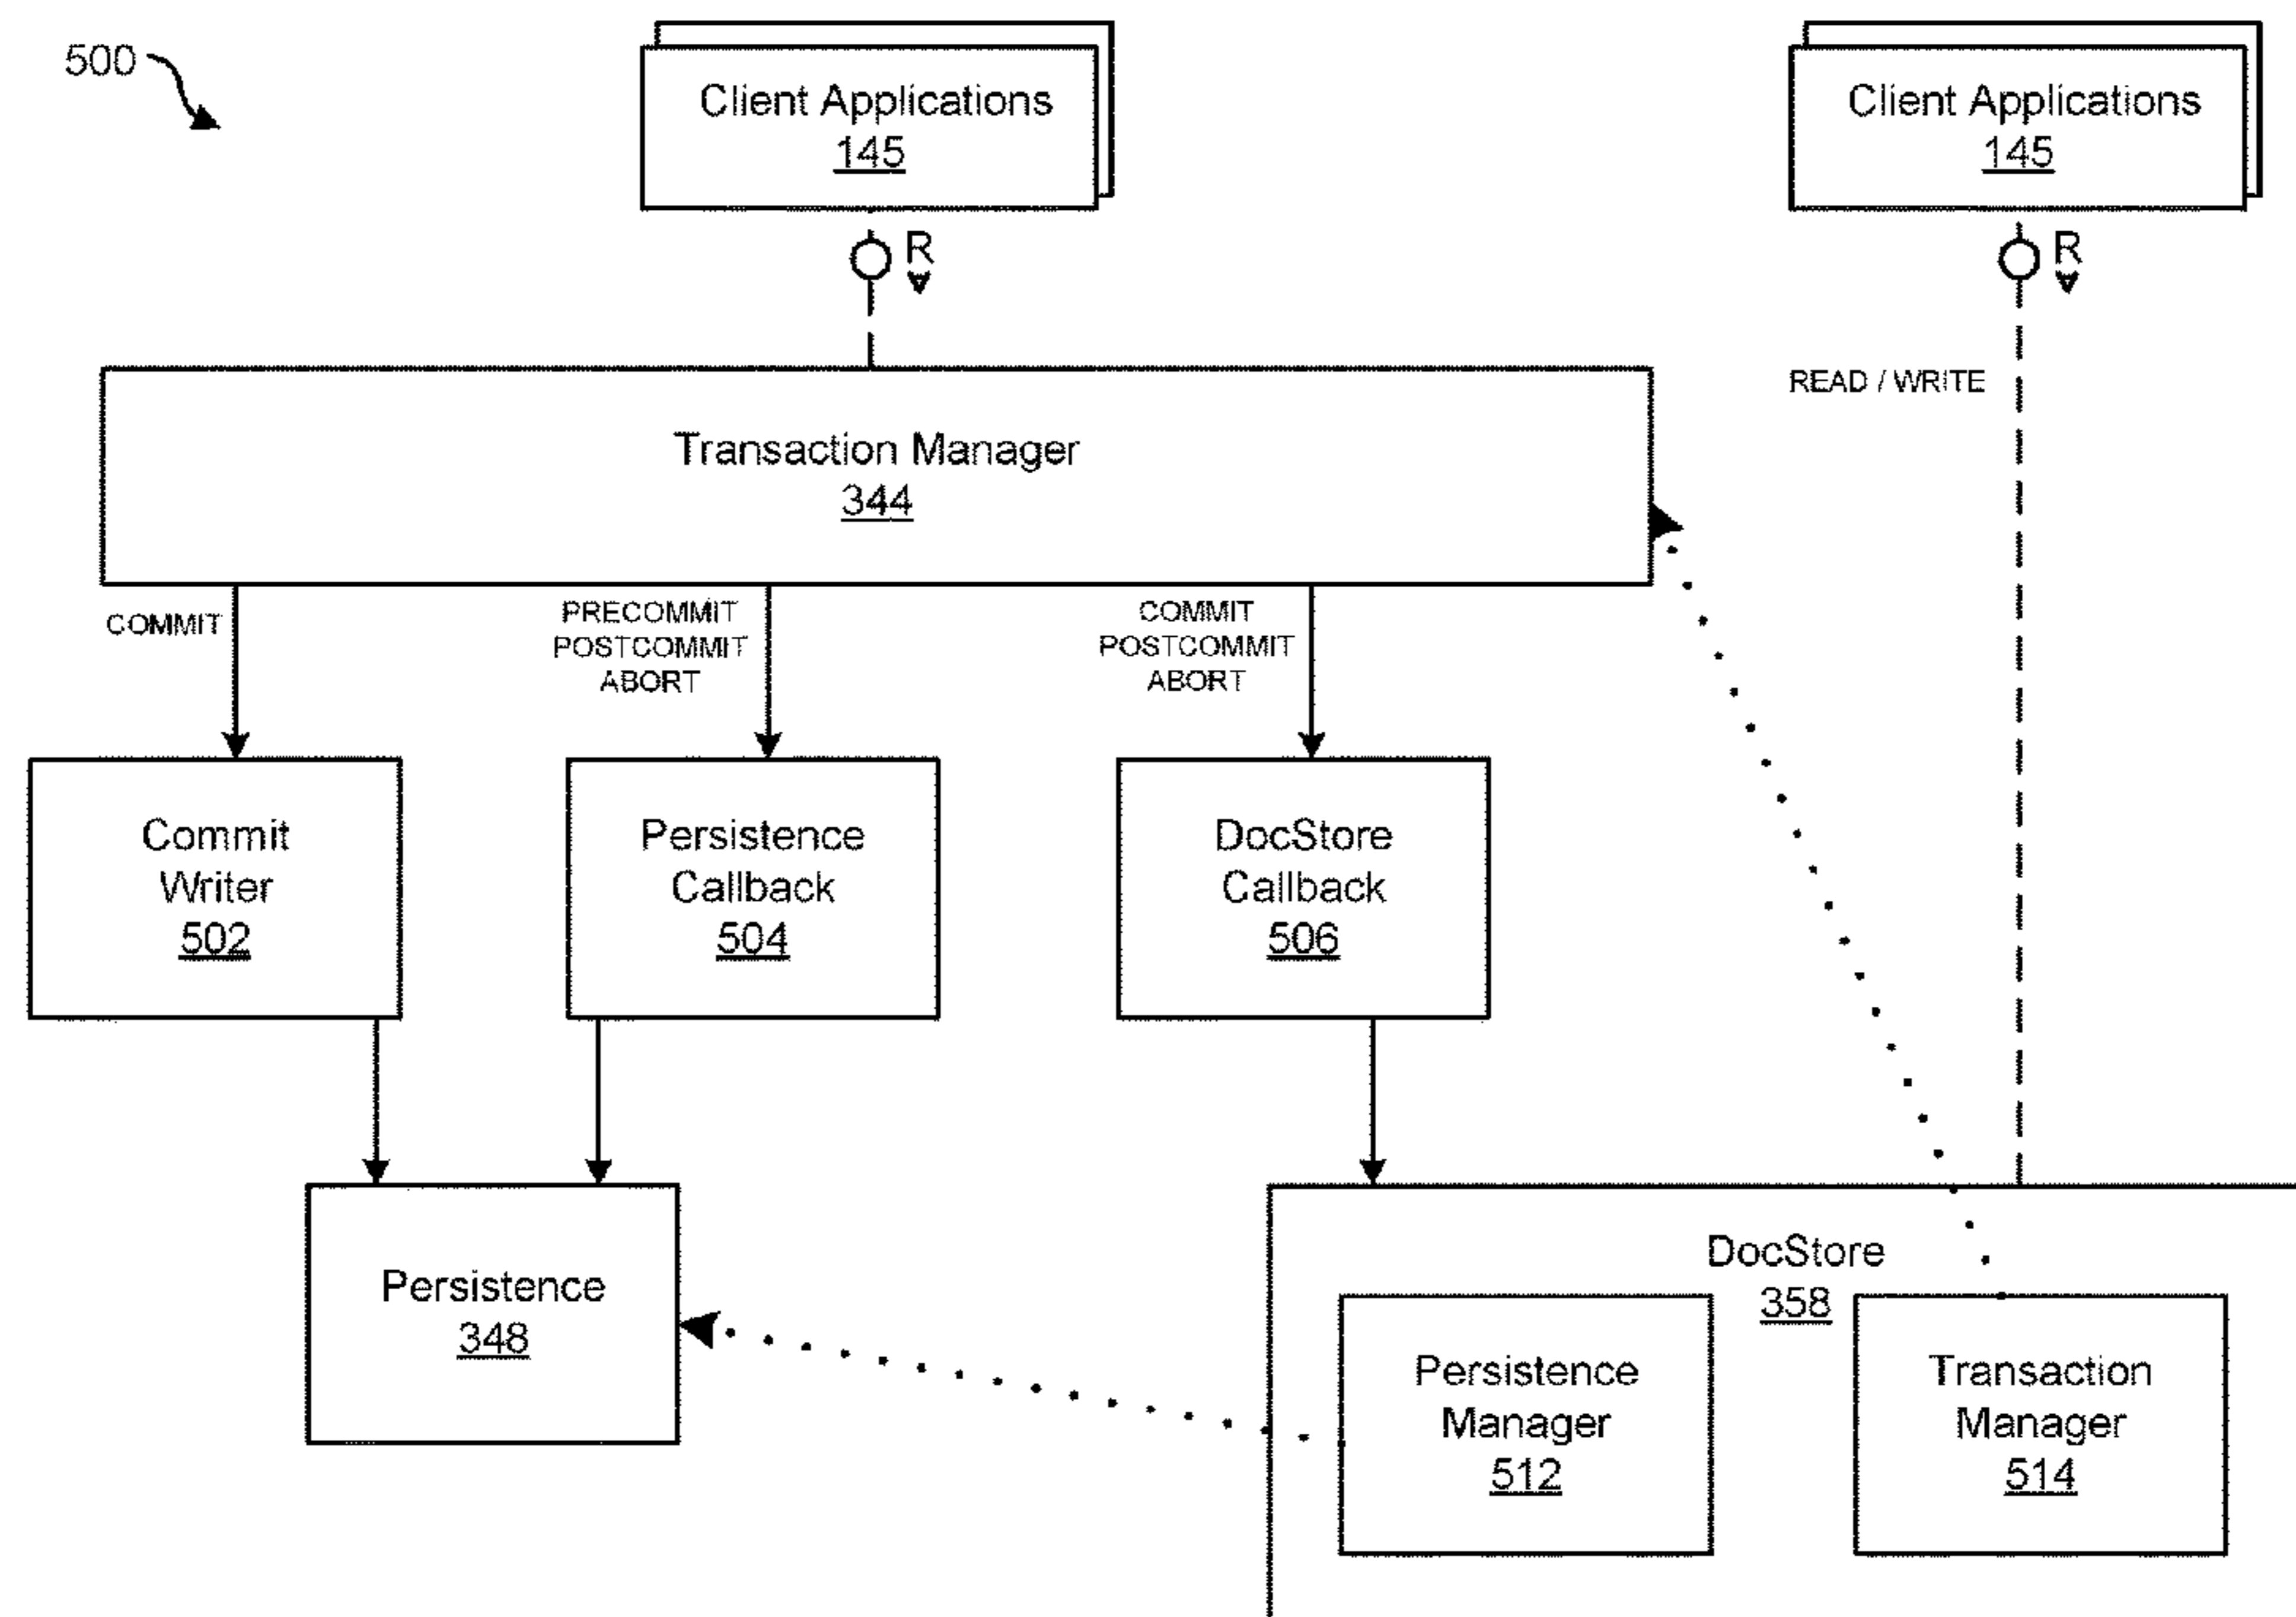 500
Client Applications
145
Client Applications
145
R
R
READ / WRITE
Transaction Manager
344
COMMIT
PRECOMMIT
POSTCOMMIT
ABORT
COMMIT
POSTCOMMIT
ABORT
Commit
Writer
502
Persistence
Callback
504
DocStore
Callback
506
Persistence
348
DocStore
358
Persistence
Manager
512
Transaction
Manager
514